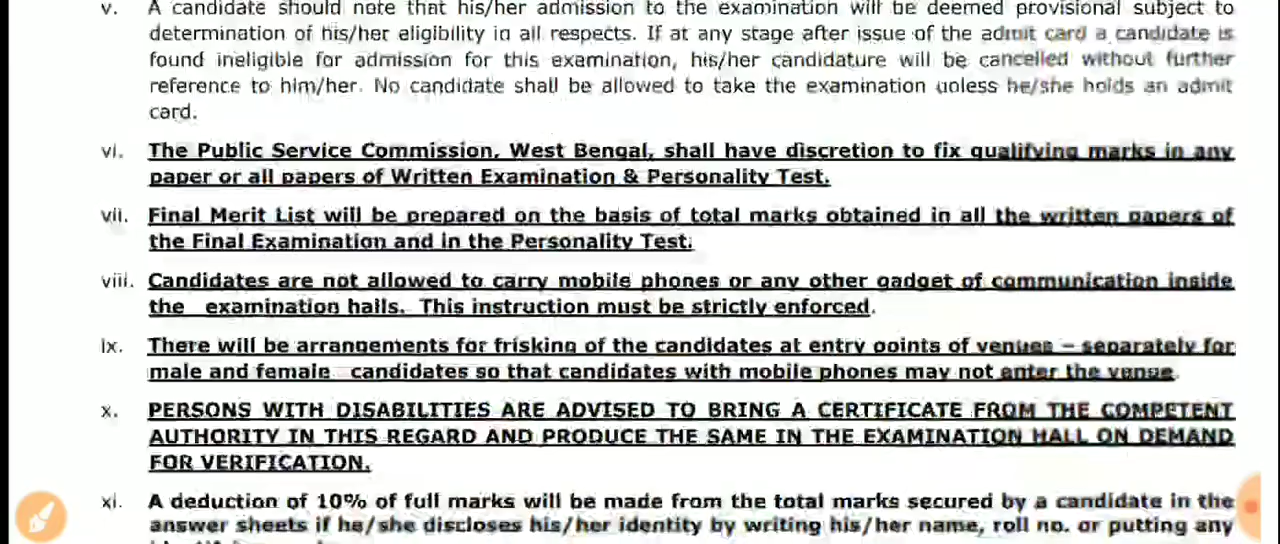 v. A candidate should note that his/her admission to the examination will be deemed provisional subject to
determination of his/her eligibility in all respects. If at any stage after issue of the admit card a candidate is
found ineligible for admission for this examination, his/her candidature will be cancelled without further
reference to him/her. No candidate shall be allowed to take the examination unless he/she holds an admit
card.
vi. The Public Service Commission, West Bengal, shall have discretion to fix qualifying marks in any
paper or all papers of Written Examination & Personality Test.
vii. Final Merit List will be prepared on the basis of total marks obtained in all the written papers of
the Final Examination and in the Personality Test.
viii. Candidates are not allowed to carry mobile phones or any other gadget of communication inside
the examination halls. This instruction must be strictly enforced.
ix. There will be arrangements for frisking of the candidates at entry points of venues – separately for
male and female candidates so that candidates with mobile phones may not enter the venue
x. PERSONS WITH DISABILITIES ARE ADVISED TO BRING A CERTIFICATE FROM THE COMPETENT
AUTHORITY IN THIS REGARD AND PRODUCE THE SAME IN THE EXAMINATION HALL ON DEMAND
FOR VERIFICATION.
xi. A deduction of 10% of full marks will be made from the total marks secured by a candidate in the
answer sheets if he/she discloses his/her identity by writing his/her name, roll no. or putting any